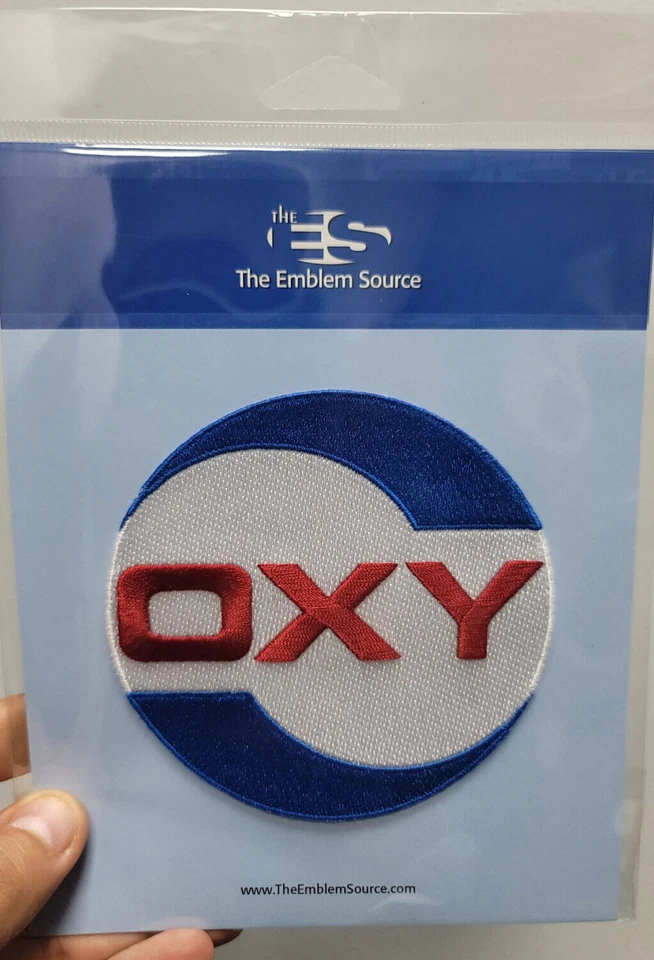 THE
ES
The Emblem Source
OXY
www.TheEmblemSource.com